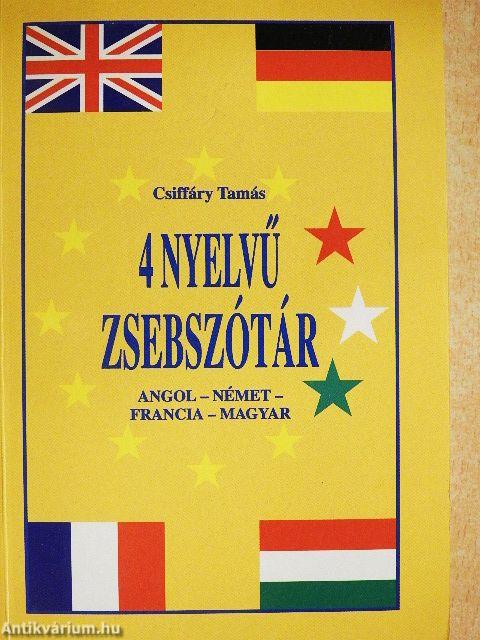 Csiffáry Tamás
4 NYELVŰ
ZSEBSZÓTÁR
ANGOL – NÉMET –
FRANCIA – MAGYAR
Antikvárium.hu